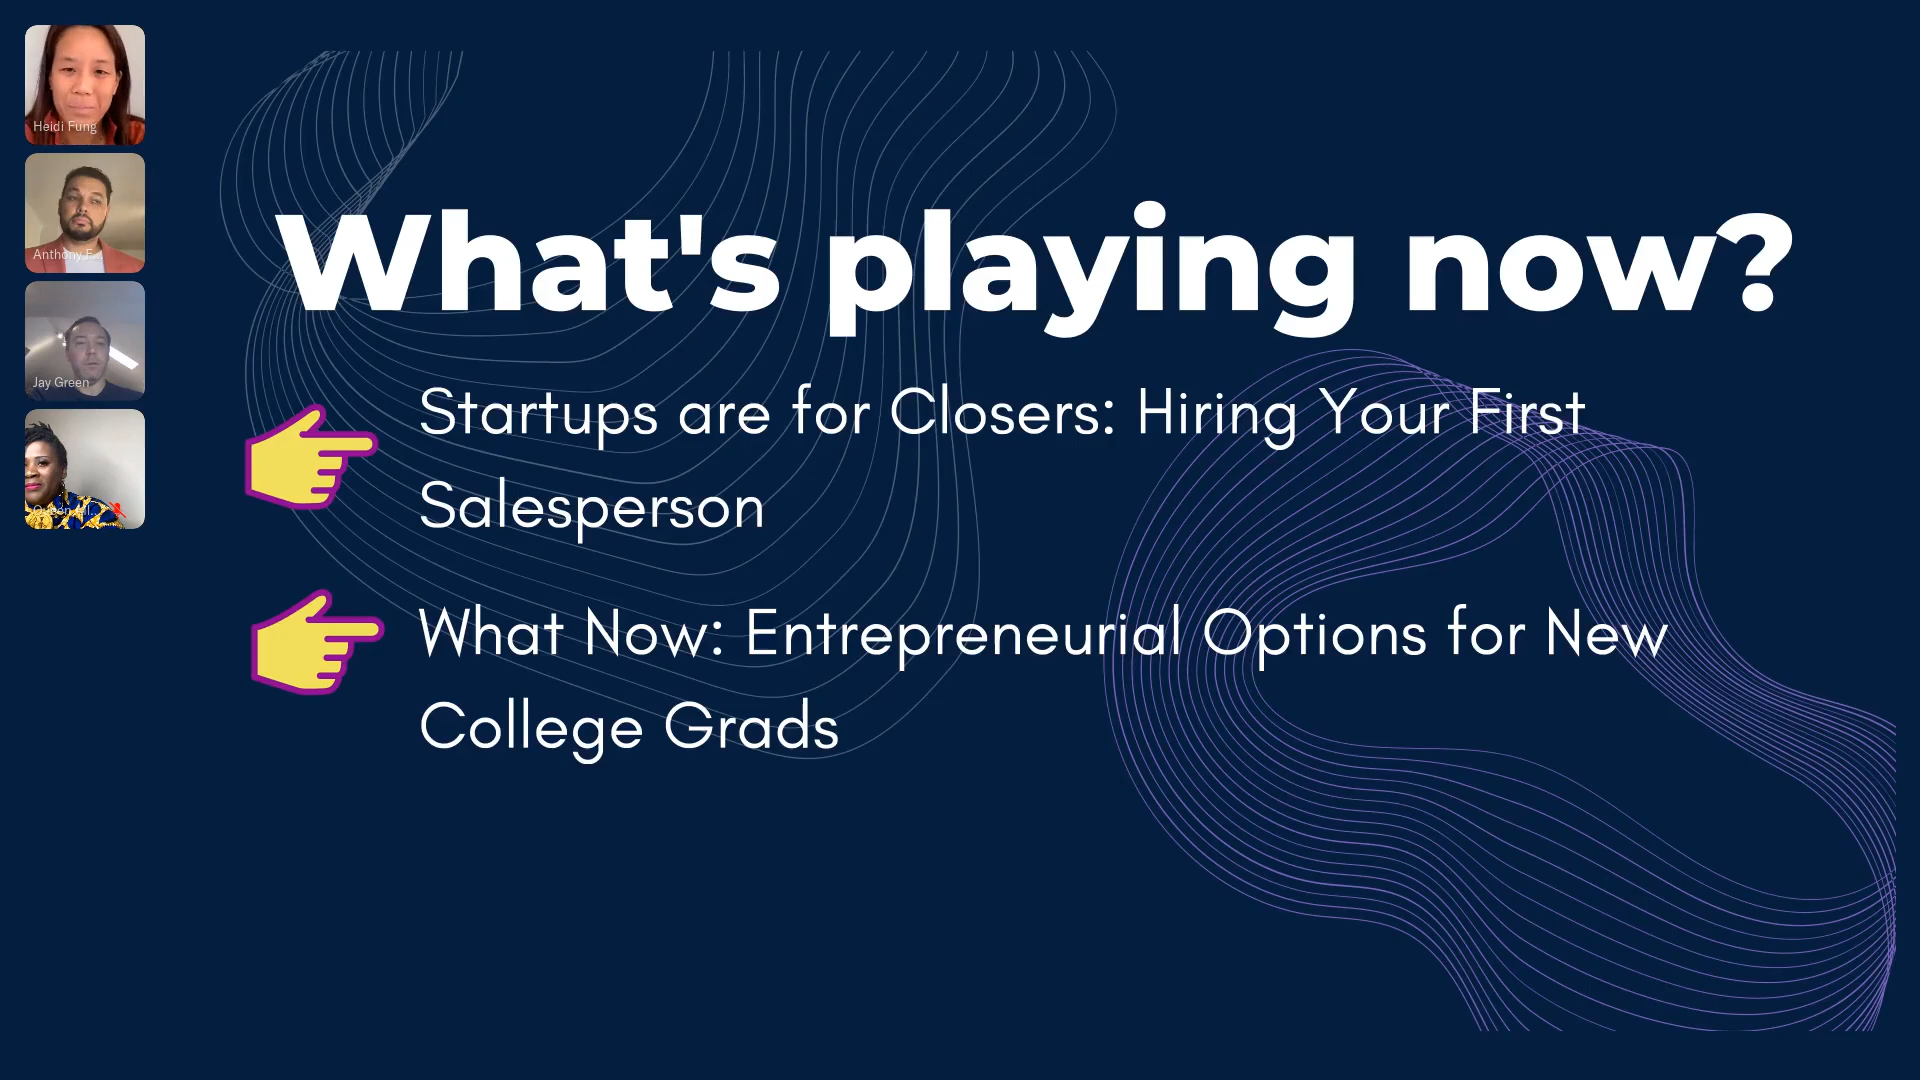 Heidi Fung
Anthony F...
Jay Green
What's playing now?
Startups are for Closers: Hiring Your First
Salesperson
What Now: Entrepreneurial Options for New
College Grads